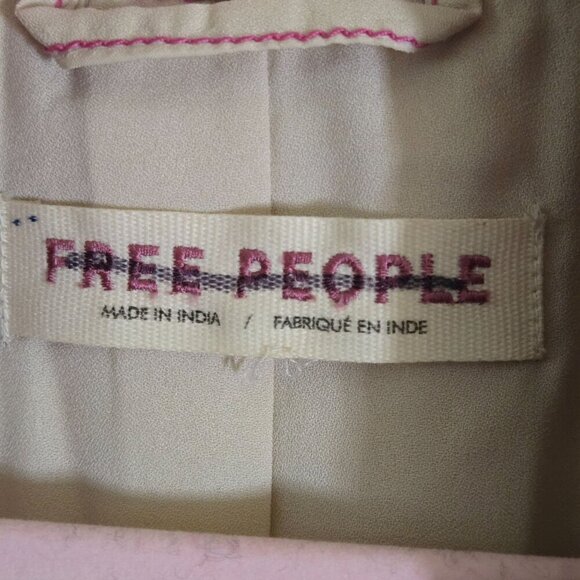 FREE PEOPLE
MADE IN INDIA / FABRIQUÉ EN INDE